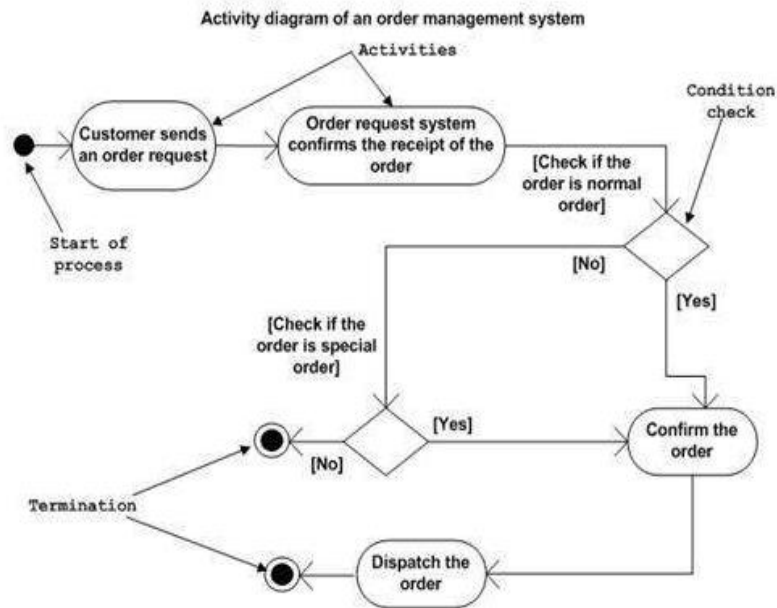 Activity diagram of an order management system
Activities
Condition
check
Customer sends
an order request
Order request system
confirms the receipt of the
order
[Check if the
order is normal
order]
Start of
process
[No]
[Yes]
[Check if the
order is special
order]
[Yes]
[No]
Confirm the
order
Termination
Dispatch the
order